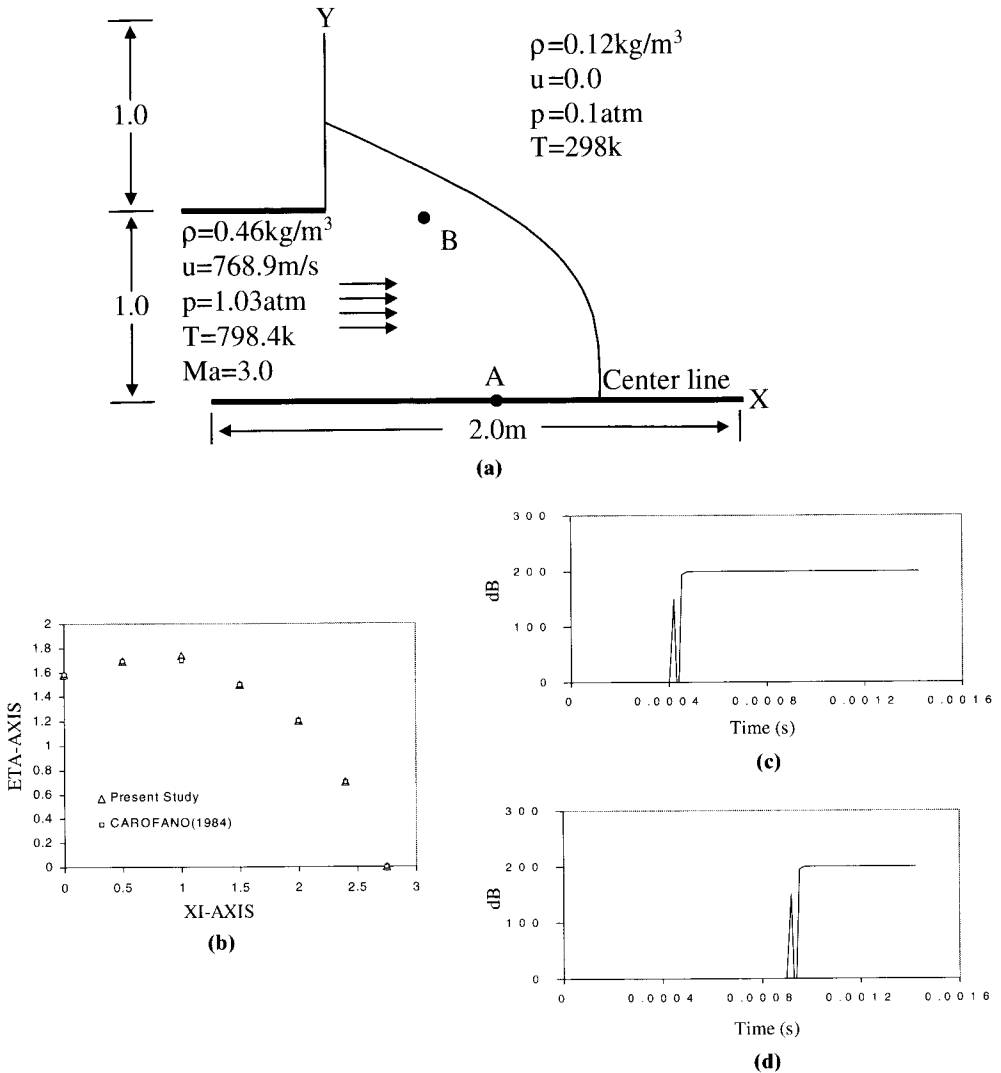 Y
1.0
ρ=0.12kg/m³
u=0.0
p=0.1atm
T=298k
1.0
ρ=0.46kg/m³
u=768.9m/s
p=1.03atm
T=798.4k
Ma=3.0
B
A
Center line
X
2.0m
(a)
2
1.8
1.6
1.4
1.2
1
0.8
0.6
0.4
0.2
0
ETA-AXIS
Present Study
CAROFANO(1984)
0 0.5 1 1.5 2 2.5 3
XI-AXIS
(b)
300
200
100
0
dB
0 0.0004 0.0008 0.0012 0.0016
Time (s)
(c)
300
200
100
0
dB
0 0.0004 0.0008 0.0012 0.0016
Time (s)
(d)